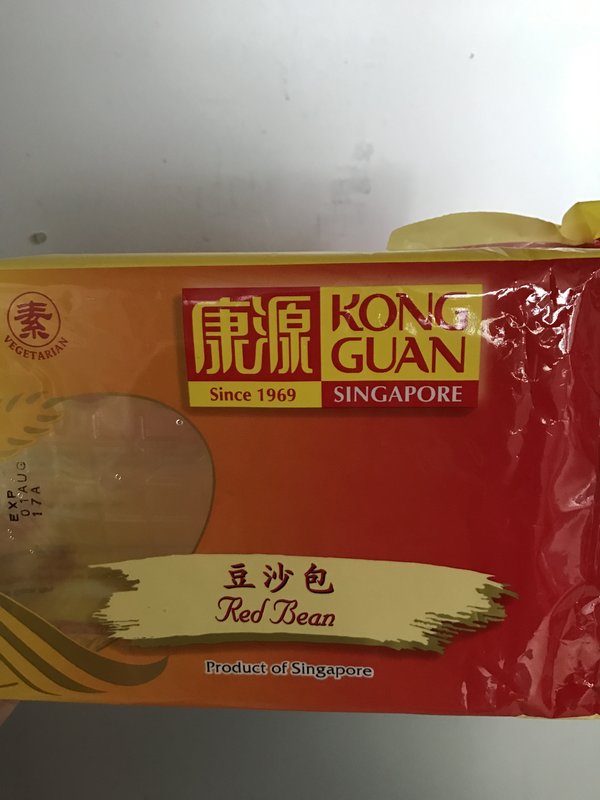 素
VEGETARIAN
康源
KONG
GUAN
Since 1969
SINGAPORE
EXP
01AUG
17A
豆沙包
Red Bean
Product of Singapore